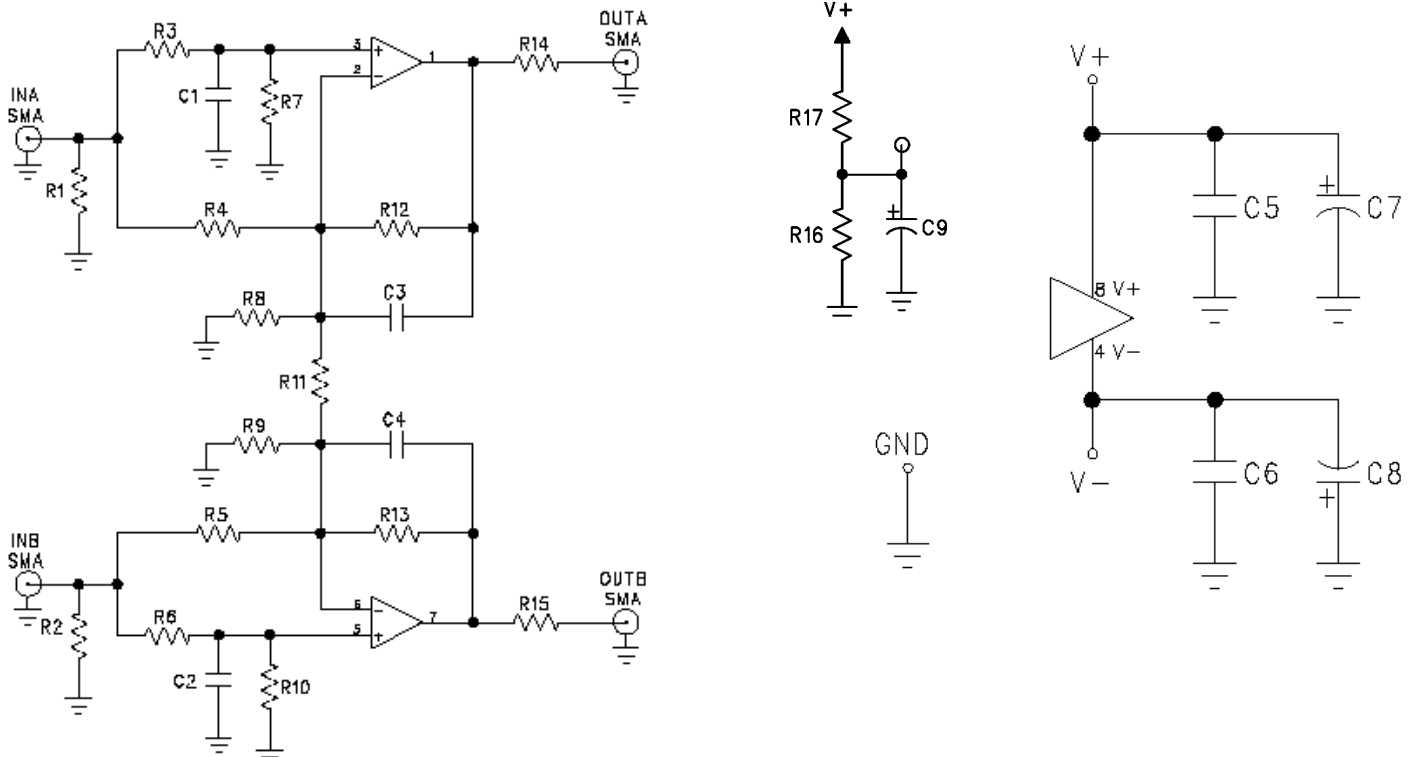 OUTA
SMA
R3
3
+
1
R14
2
-
C1
R7
INA
SMA
R1
R4
R12
R8
C3
R11
R9
C4
R5
R13
INB
SMA
R2
R6
6
-
5
+
7
R15
OUTB
SMA
C2
R10
V+
R17
R16
+
C9
GND
V+
C5
+
C7
8 V+
4 V-
V-
C6
C8
+